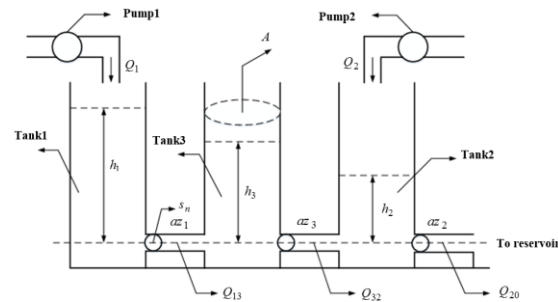 Pump1
Pump2
A
Q1
Q2
Tank1
Tank3
Tank2
h1
h3
h2
sn
az1
az3
az2
To reservoir
Q13
Q32
Q20